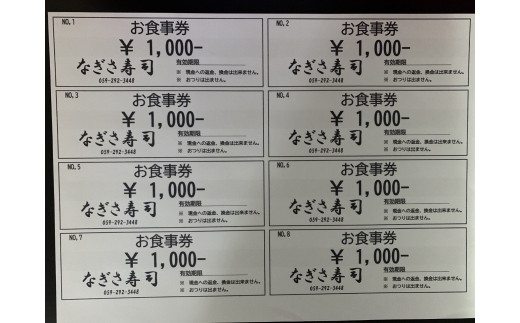 NO.1
お食事券
¥ 1,000-
なぎさ寿司
有効期限
※ 現金への返金、換金は出来ません。
※ おつりは出ません。
059-292-3448
NO.2
お食事券
¥ 1,000-
なぎさ寿司
有効期限
※ 現金への返金、換金は出来ません。
※ おつりは出ません。
059-292-3448
NO.3
お食事券
¥ 1,000-
なぎさ寿司
有効期限
※ 現金への返金、換金は出来ません。
※ おつりは出ません。
059-292-3448
NO.4
お食事券
¥ 1,000-
なぎさ寿司
有効期限
※ 現金への返金、換金は出来ません。
※ おつりは出ません。
059-292-3448
NO.5
お食事券
¥ 1,000-
なぎさ寿司
有効期限
※ 現金への返金、換金は出来ません。
※ おつりは出ません。
059-292-3448
NO.6
お食事券
¥ 1,000-
なぎさ寿司
有効期限
※ 現金への返金、換金は出来ません。
※ おつりは出ません。
059-292-3448
NO.7
お食事券
¥ 1,000-
なぎさ寿司
有効期限
※ 現金への返金、換金は出来ません。
※ おつりは出ません。
059-292-3448
NO.8
お食事券
¥ 1,000-
なぎさ寿司
有効期限
※ 現金への返金、換金は出来ません。
※ おつりは出ません。
059-292-3448